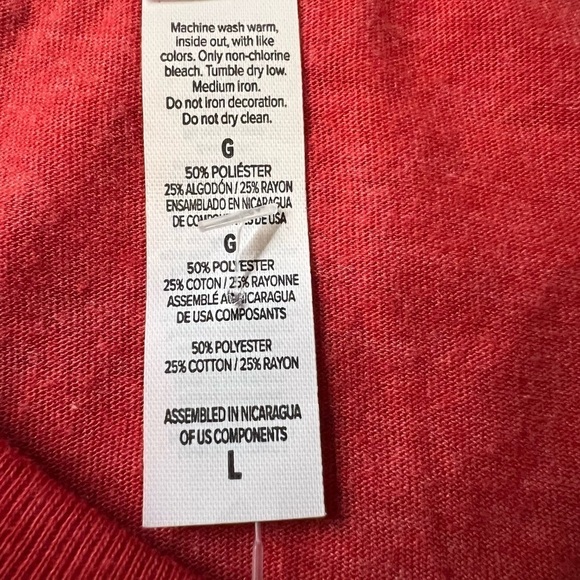 Machine wash warm,
inside out, with like
colors. Only non-chlorine
bleach. Tumble dry low.
Medium iron.
Do not iron decoration.
Do not dry clean.
G
50% POLIÉSTER
25% ALGODÓN / 25% RAYON
ENSAMBLADO EN NICARAGUA
DE USA
G
50% POLYESTER
25% COTON / 25% RAYONNE
ASSEMBLÉ AU NICARAGUA
DE USA COMPOSANTS
50% POLYESTER
25% COTTON / 25% RAYON
ASSEMBLED IN NICARAGUA
OF US COMPONENTS
L